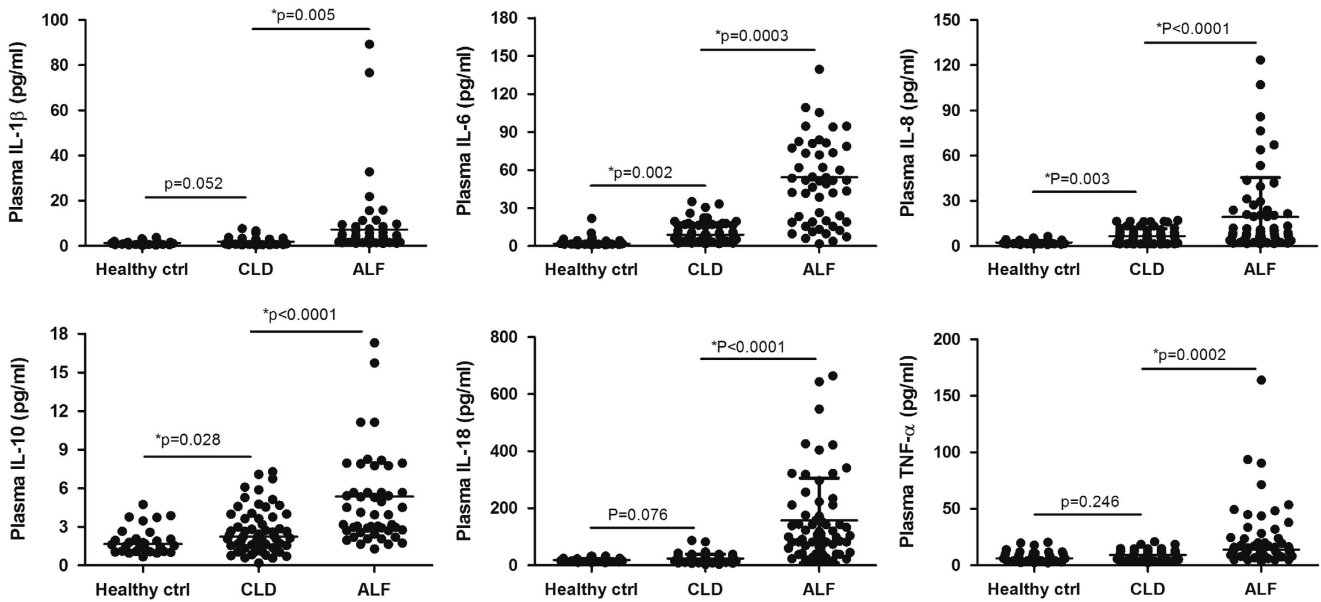 *p=0.005
100
80
60
40
20
0
Plasma IL-1β (pg/ml)
p=0.052
Healthy ctrl CLD ALF
*p=0.0003
180
150
120
90
60
30
0
Plasma IL-6 (pg/ml)
*p=0.002
Healthy ctrl CLD ALF
*P<0.0001
150
120
90
60
30
0
Plasma IL-8 (pg/ml)
*P=0.003
Healthy ctrl CLD ALF
*p<0.0001
18
15
12
9
6
3
0
Plasma IL-10 (pg/ml)
*p=0.028
Healthy ctrl CLD ALF
*P<0.0001
800
600
400
200
0
Plasma IL-18 (pg/ml)
P=0.076
Healthy ctrl CLD ALF
*p=0.0002
200
150
100
50
0
Plasma TNF-α (pg/ml)
p=0.246
Healthy ctrl CLD ALF